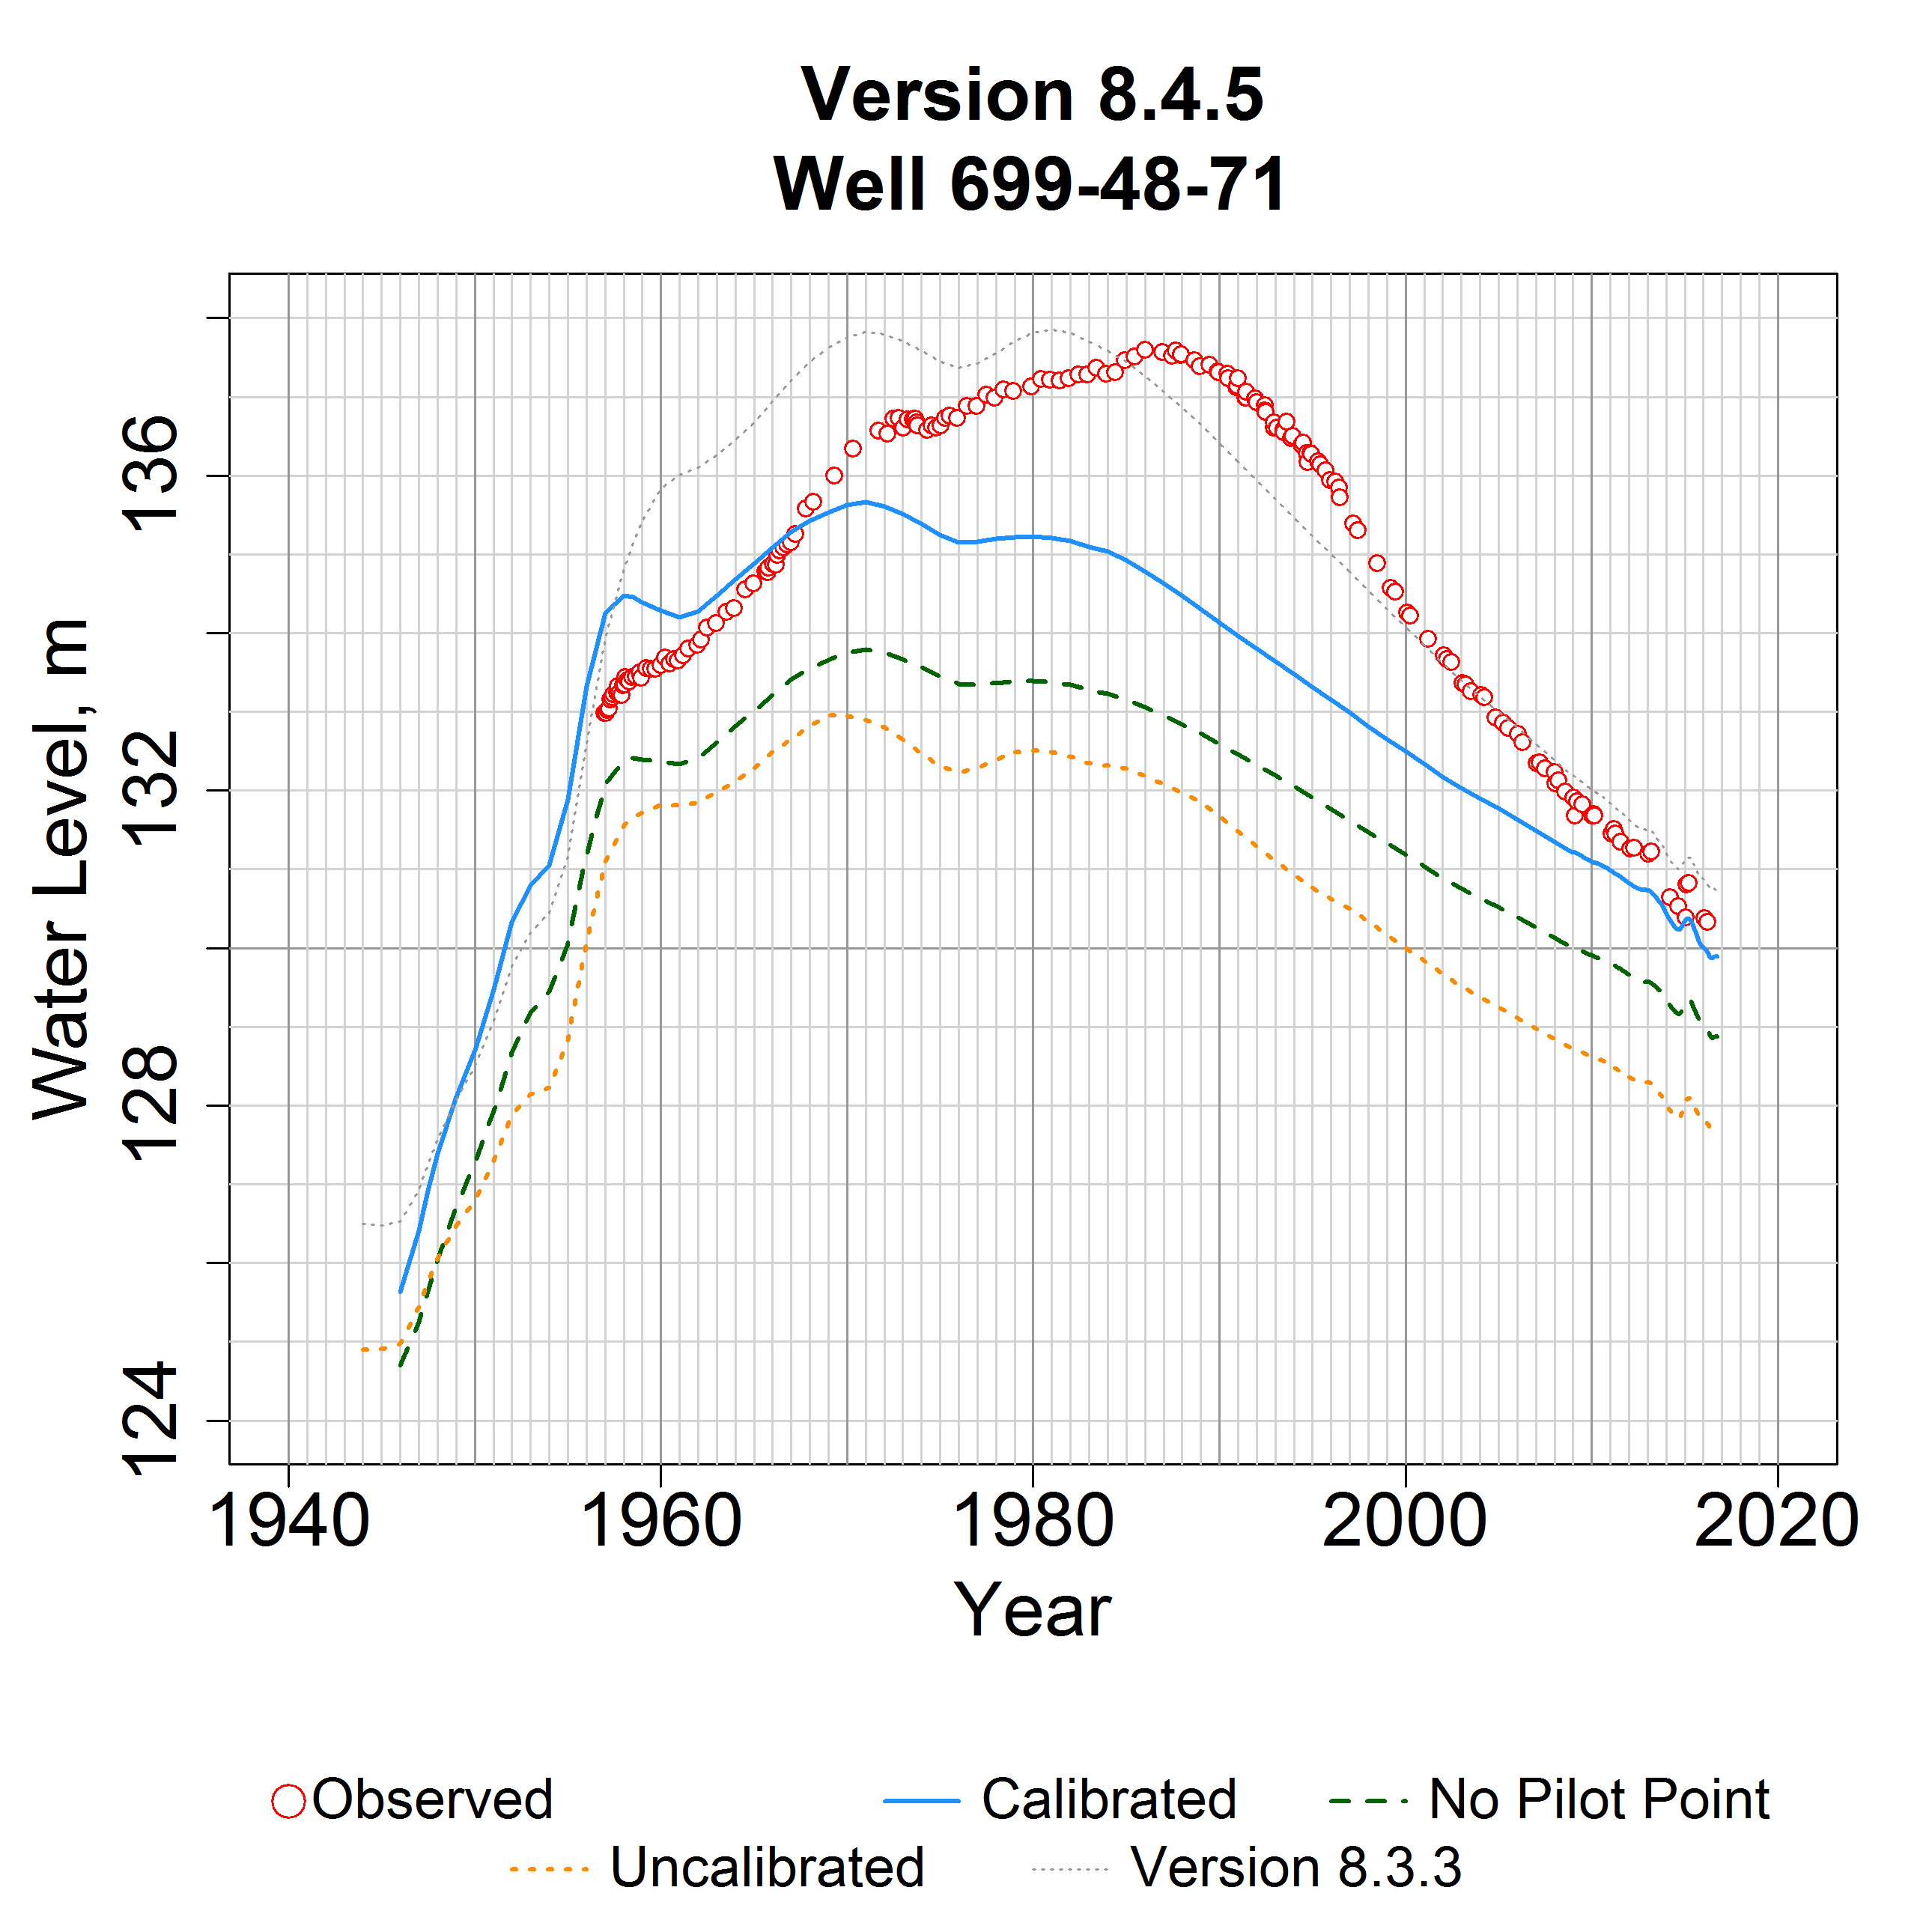 Version 8.4.5
Well 699-48-71
Water Level, m
136
132
128
124
1940 1960 1980 2000 2020
Year
Observed Calibrated No Pilot Point
Uncalibrated Version 8.3.3